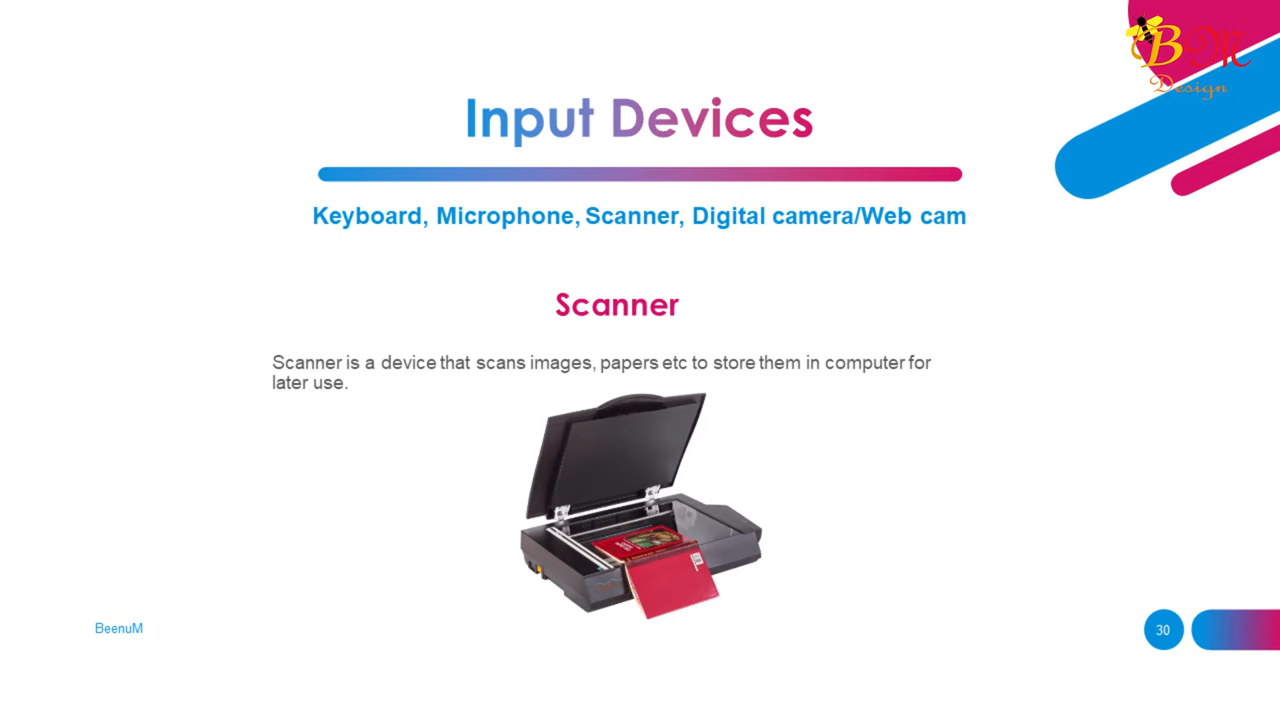 B M
Design
Input Devices
Keyboard, Microphone, Scanner, Digital camera/Web cam
Scanner
Scanner is a device that scans images, papers etc to store them in computer for
later use.
BeenuM
30